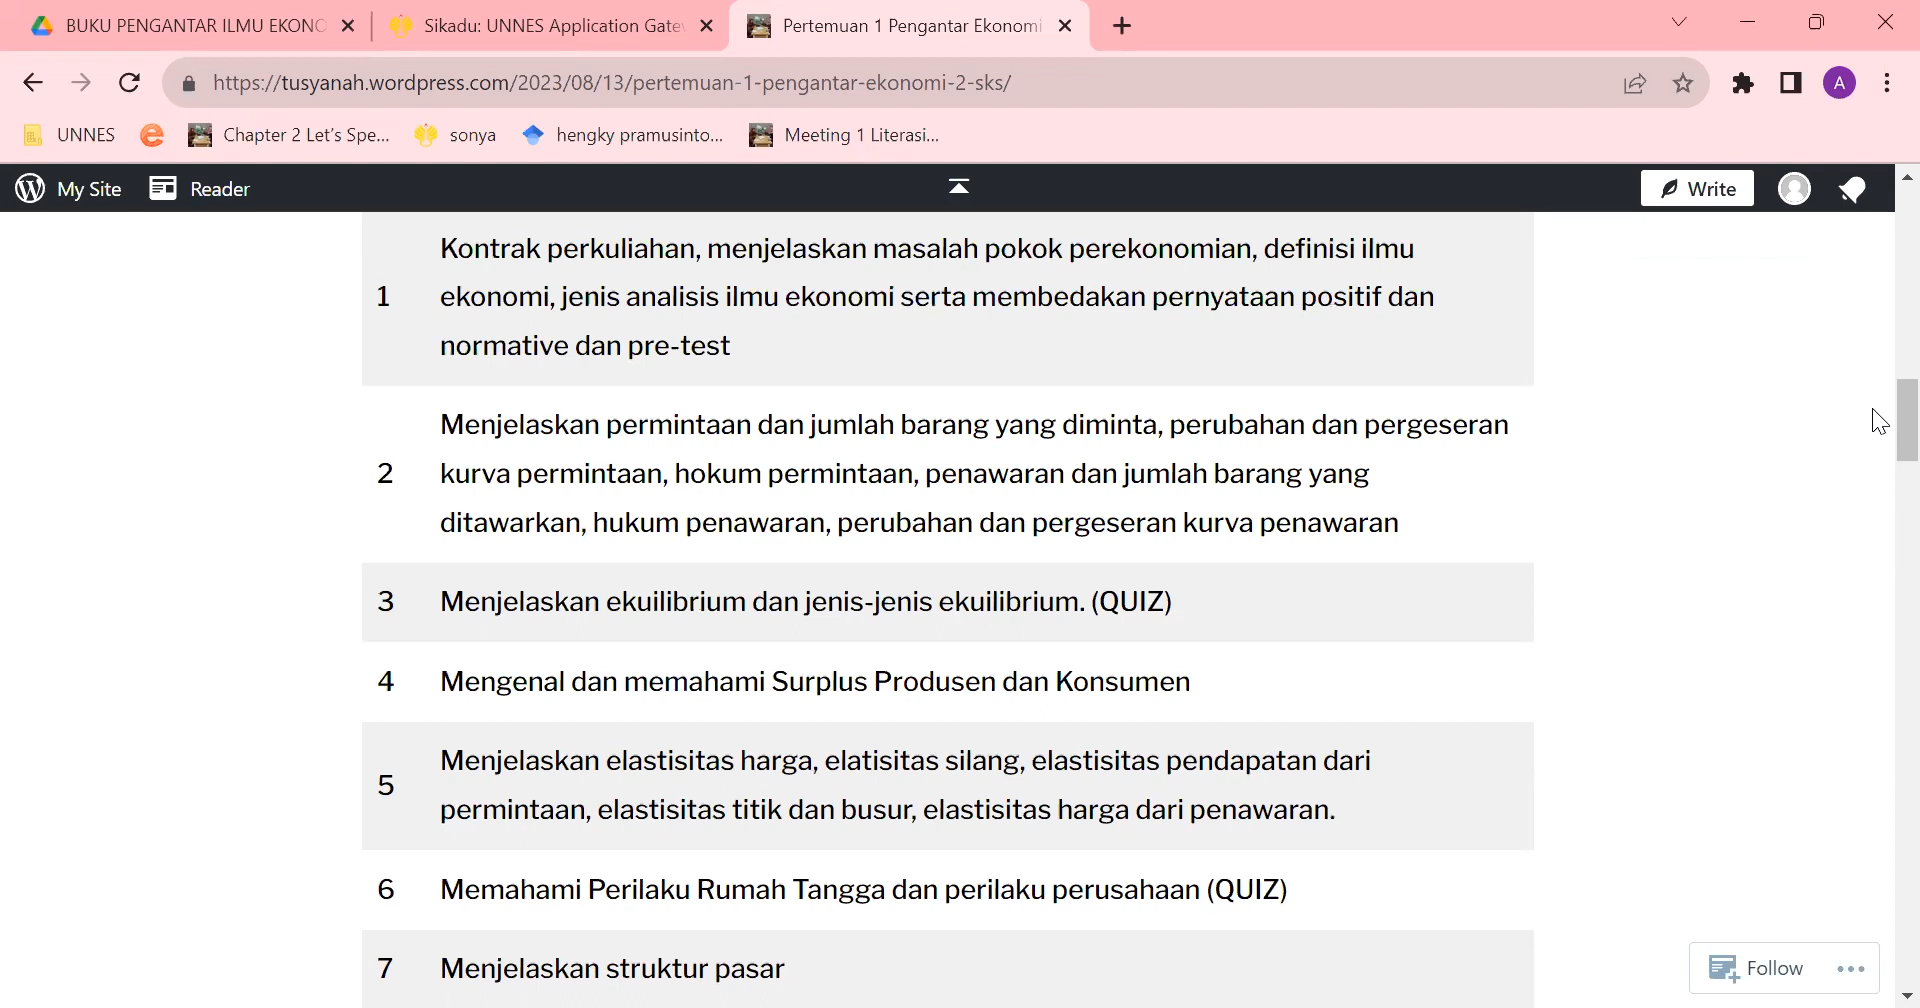 BUKU PENGANTAR ILMU EKONO
Sikadu: UNNES Application Gate
Pertemuan 1 Pengantar Ekonomi
https://tusyanah.wordpress.com/2023/08/13/pertemuan-1-pengantar-ekonomi-2-sks/
A
UNNES
Chapter 2 Let's Spe...
sonya
hengky pramusinto...
Meeting 1 Literasi...
My Site
Reader
Write
1
Kontrak perkuliahan, menjelaskan masalah pokok perekonomian, definisi ilmu
ekonomi, jenis analisis ilmu ekonomi serta membedakan pernyataan positif dan
normative dan pre-test
2
Menjelaskan permintaan dan jumlah barang yang diminta, perubahan dan pergeseran
kurva permintaan, hokum permintaan, penawaran dan jumlah barang yang
ditawarkan, hukum penawaran, perubahan dan pergeseran kurva penawaran
3 Menjelaskan ekuilibrium dan jenis-jenis ekuilibrium. (QUIZ)
4 Mengenal dan memahami Surplus Produsen dan Konsumen
5
Menjelaskan elastisitas harga, elatisitas silang, elastisitas pendapatan dari
permintaan, elastisitas titik dan busur, elastisitas harga dari penawaran.
6 Memahami Perilaku Rumah Tangga dan perilaku perusahaan (QUIZ)
7 Menjelaskan struktur pasar
Follow